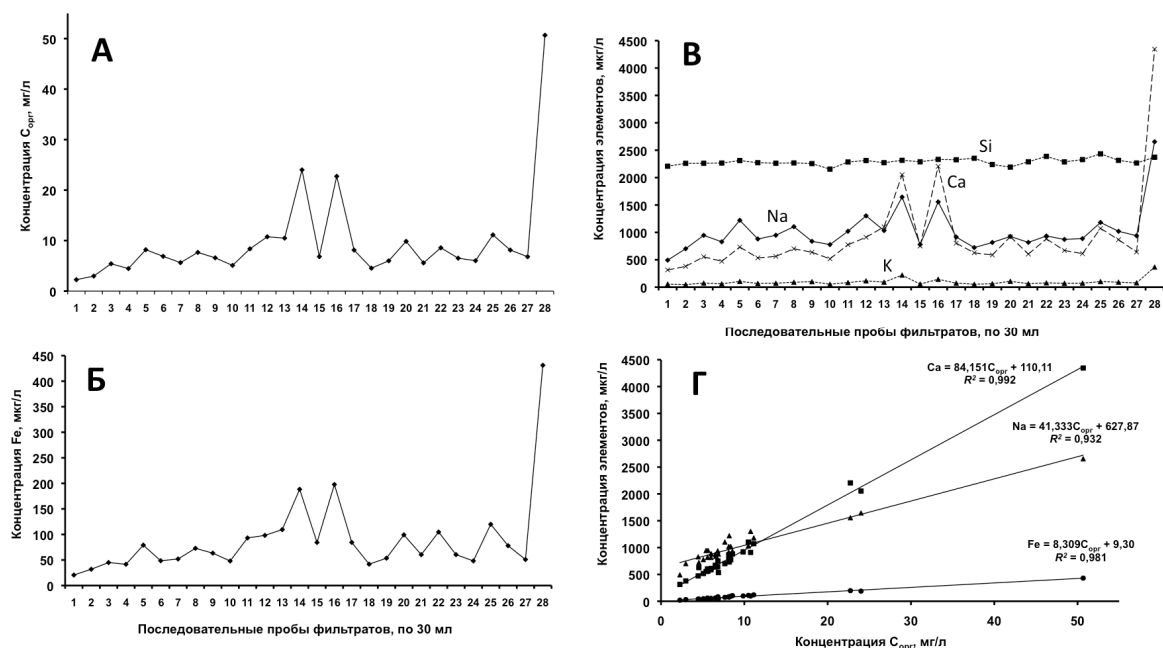 А
Концентрация Cорг, мг/л
50
40
30
20
10
0
1 2 3 4 5 6 7 8 9 10 11 12 13 14 15 16 17 18 19 20 21 22 23 24 25 26 27 28
В
Концентрация элементов, мкг/л
4500
4000
3500
3000
2500
2000
1500
1000
500
0
Si
Ca
Na
K
1 2 3 4 5 6 7 8 9 10 11 12 13 14 15 16 17 18 19 20 21 22 23 24 25 26 27 28
Последовательные пробы фильтратов, по 30 мл
Б
Концентрация Fe, мкг/л
450
400
350
300
250
200
150
100
50
0
1 2 3 4 5 6 7 8 9 10 11 12 13 14 15 16 17 18 19 20 21 22 23 24 25 26 27 28
Последовательные пробы фильтратов, по 30 мл
Г
Концентрация элементов, мкг/л
4500
4000
3500
3000
2500
2000
1500
1000
500
0
Ca = 84,151Cорг + 110,11
R² = 0,992
Na = 41,333Cорг + 627,87
R² = 0,932
Fe = 8,309Cорг + 9,30
R² = 0,981
0 10 20 30 40 50
Концентрация Cорг, мг/л